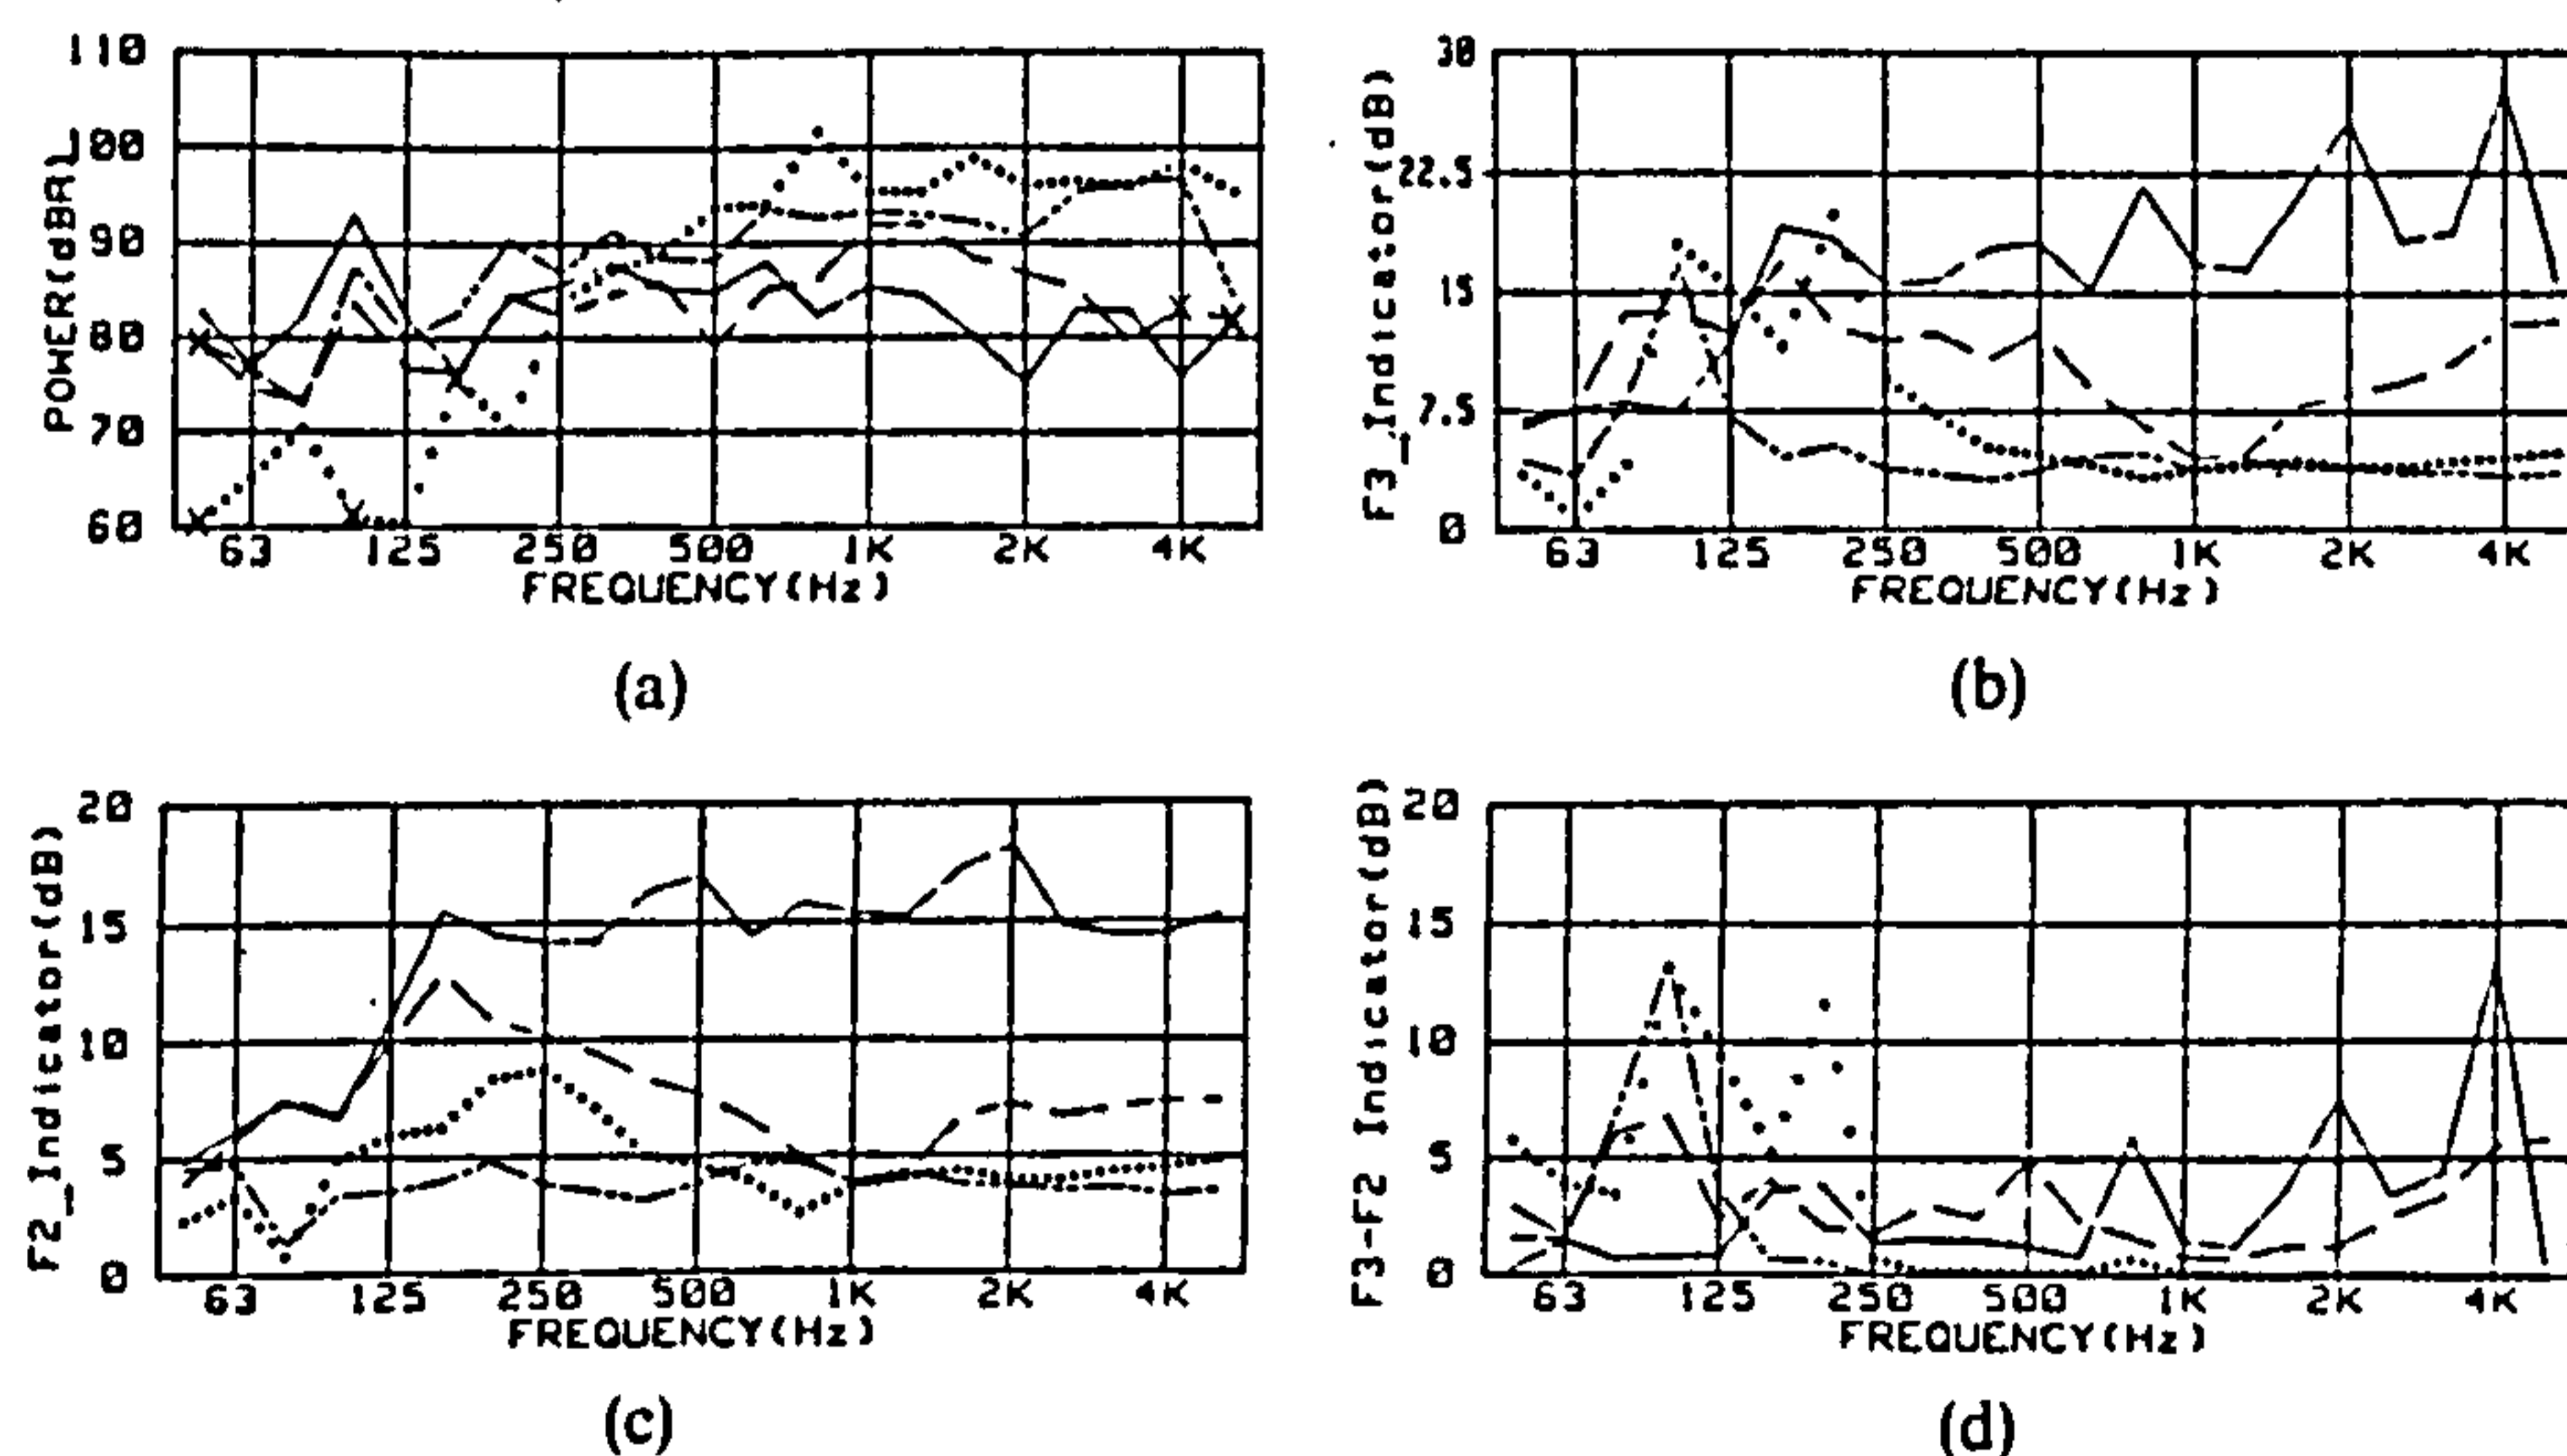 110
100
90
80
70
60
POWER(dBA)
63 125 250 500 1K 2K 4K
FREQUENCY(Hz)
(a)
30
22.5
15
7.5
0
F3_Indicator(dB)
63 125 250 500 1K 2K 4K
FREQUENCY(Hz)
(b)
20
15
10
5
0
F2_Indicator(dB)
63 125 250 500 1K 2K 4K
FREQUENCY(Hz)
(c)
20
15
10
5
0
F3-F2 Indicator(dB)
63 125 250 500 1K 2K 4K
FREQUENCY(Hz)
(d)